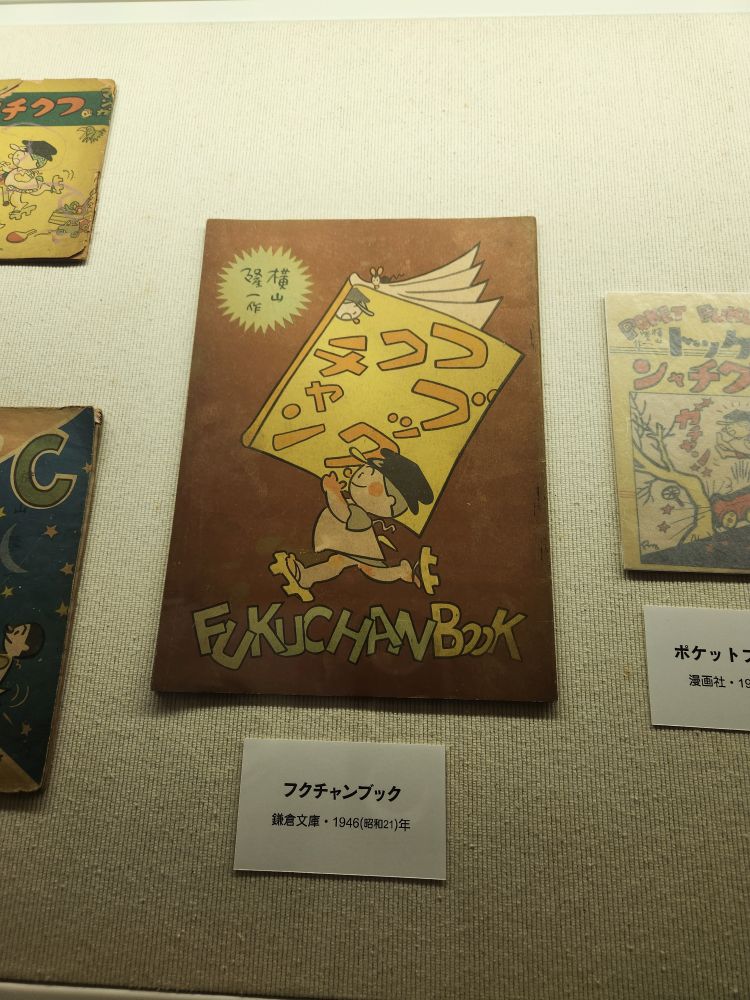 フクチ
C
横山
隆一作
フクチャン
ブック
FUKUCHAN BOOK
フクチャンブック
鎌倉文庫・1946(昭和21)年
ケット
クチャン
ポケットフ
漫画社・19